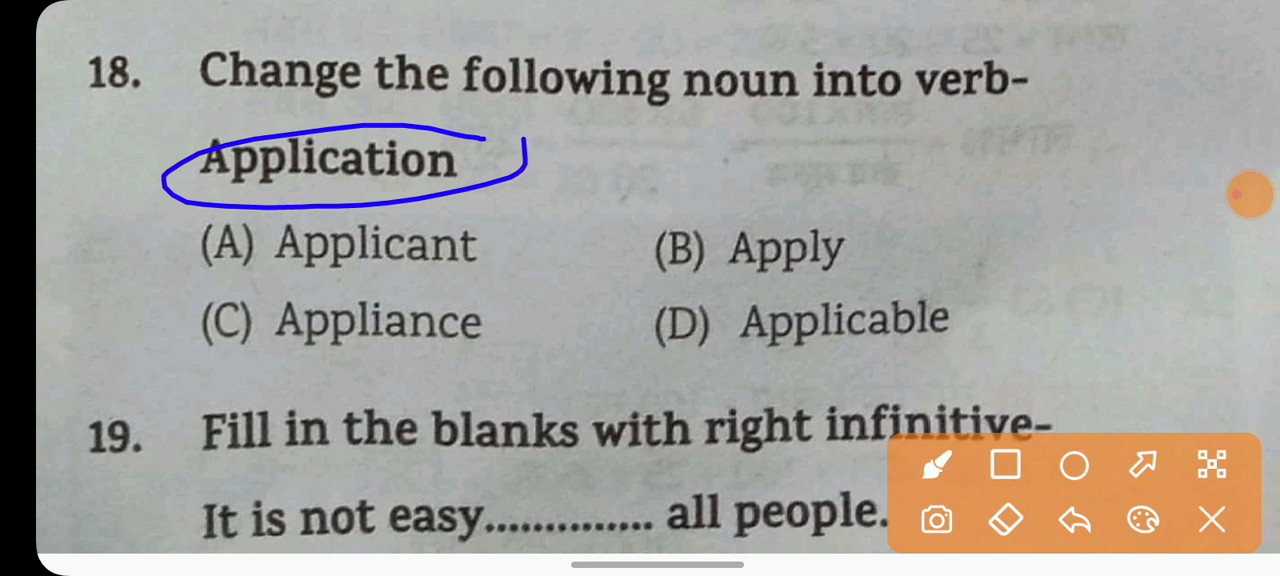 18. Change the following noun into verb-
Application
(A) Applicant (B) Apply
(C) Appliance (D) Applicable
19. Fill in the blanks with right infinitive-
It is not easy.............. all people.